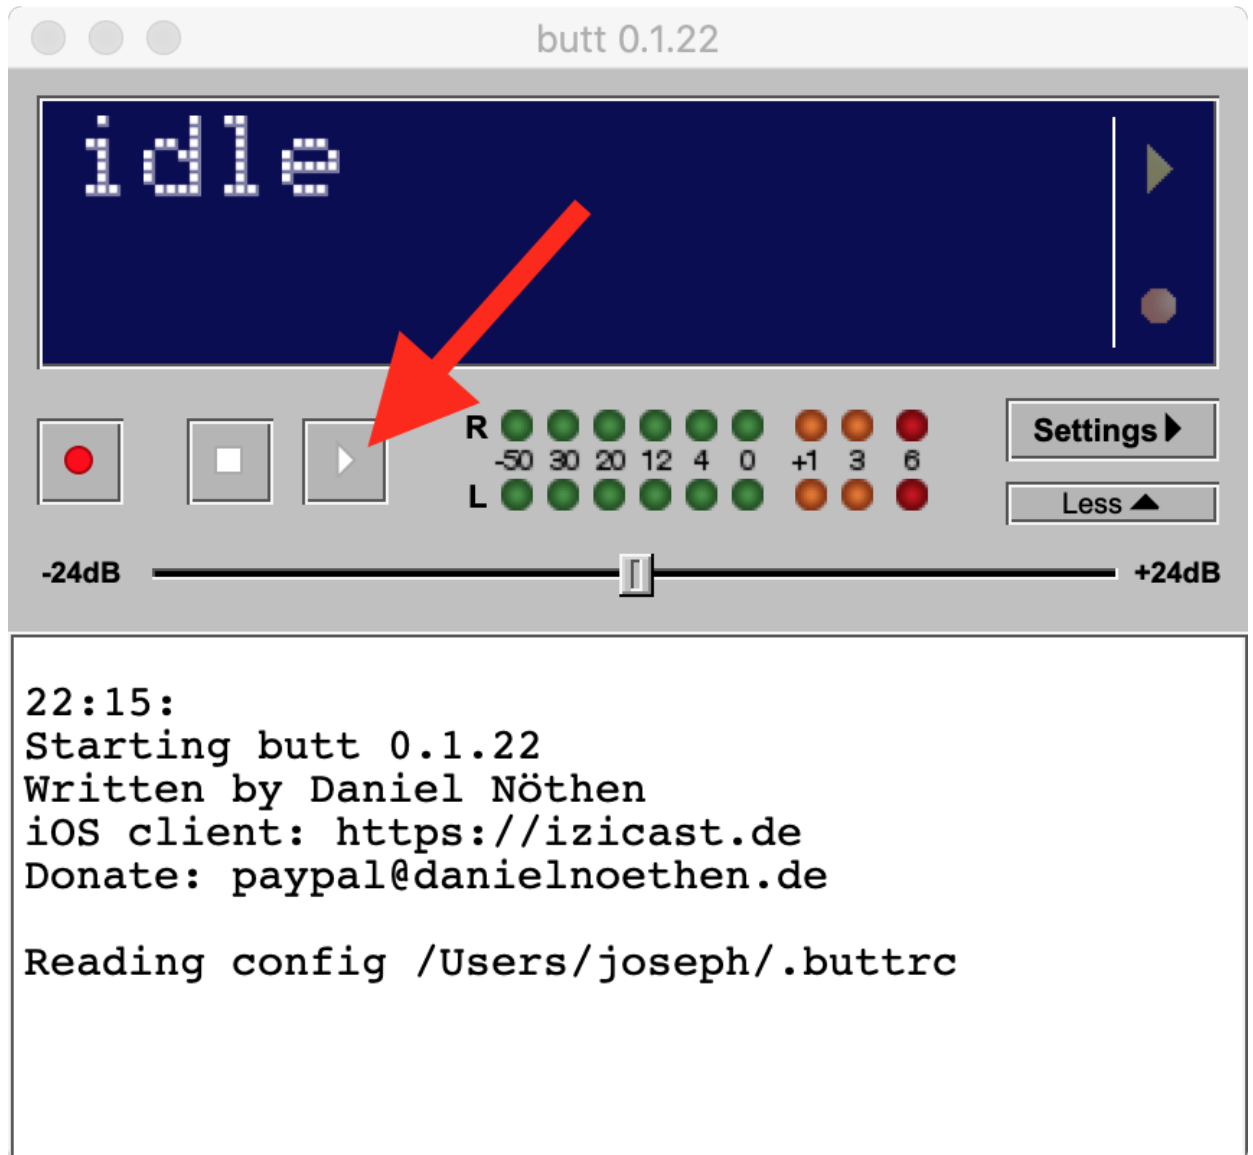 butt 0.1.22
idle
R
-50 30 20 12 4 0 +1 3 6
L
Settings
Less
-24dB +24dB
22:15:
Starting butt 0.1.22
Written by Daniel Nöthen
iOS client: https://izicast.de
Donate: paypal@danielnoethen.de
Reading config /Users/joseph/.buttrc